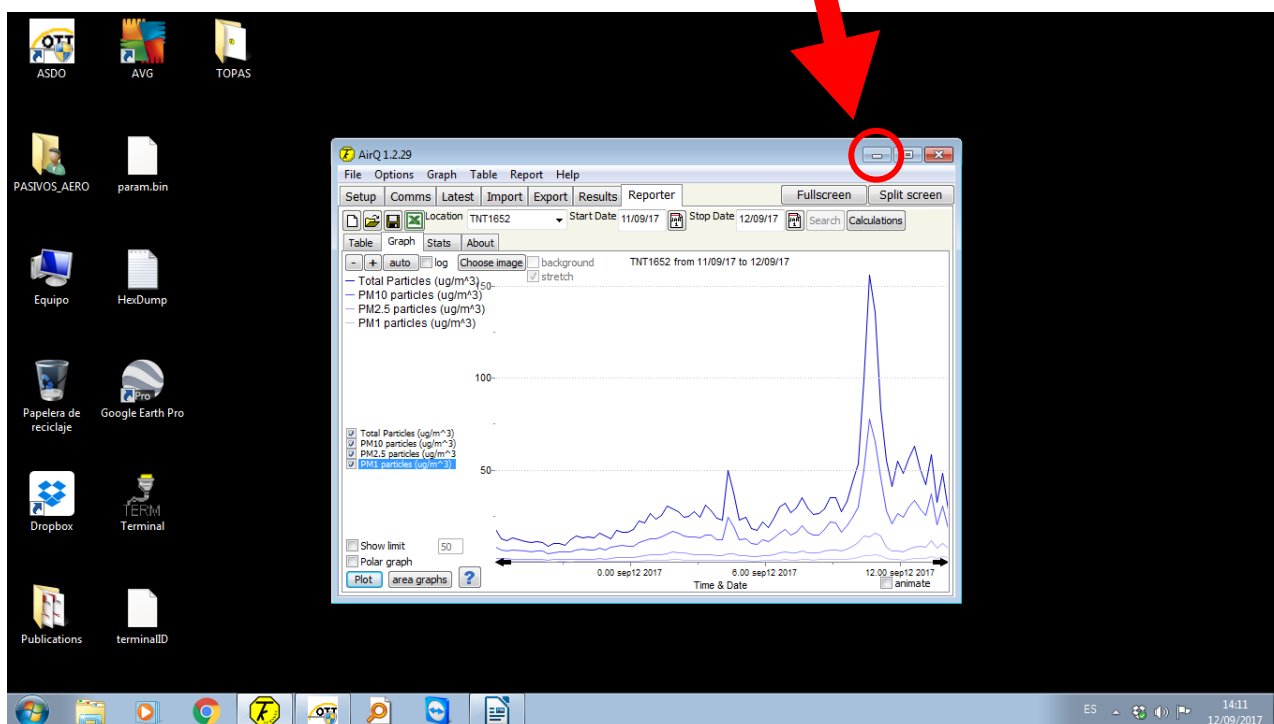 OTT
ASDO
AVG
TOPAS
PASIVOS_AERO
param.bin
Equipo
HexDump
Papelera de
reciclaje
Pro
Google Earth Pro
Dropbox
TERM
Terminal
Publications
terminalID
AirQ 1.2.29
File Options Graph Table Report Help
Setup Comms Latest Import Export Results Reporter Fullscreen Split screen
Location TNT1652 Start Date 11/09/17 Stop Date 12/09/17 Search Calculations
Table Graph Stats About
- + auto log Choose image background
stretch
TNT1652 from 11/09/17 to 12/09/17
Total Particles (ug/m^3)
PM10 particles (ug/m^3)
PM2.5 particles (ug/m^3)
PM1 particles (ug/m^3)
150
100
50
Total Particles (ug/m^3)
PM10 particles (ug/m^3)
PM2.5 particles (ug/m^3
PM1 particles (ug/m^3)
Show limit 50
Polar graph
Plot area graphs ?
0.00 sep12 2017 6.00 sep12 2017 12.00 sep12 2017
Time & Date
animate
OTT
ES
14:11
12/09/2017